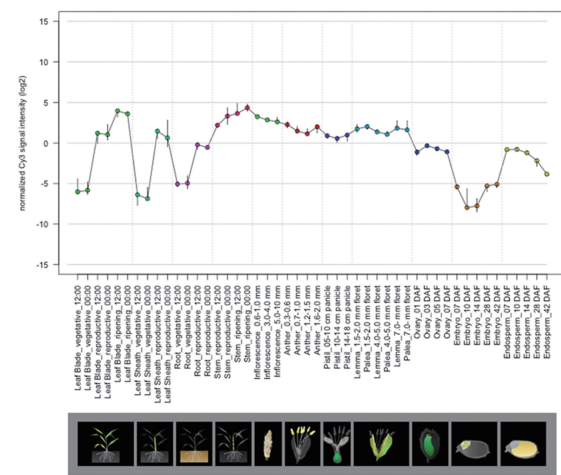 normalized Cy3 signal intensity (log2)
15
10
5
0
-5
-10
-15
Leaf Blade_vegetative_12:00
Leaf Blade_vegetative_00:00
Leaf Blade_reproductive_12:00
Leaf Blade_reproductive_00:00
Leaf Blade_ripening_12:00
Leaf Blade_ripening_00:00
Leaf Sheath_vegetative_12:00
Leaf Sheath_vegetative_00:00
Leaf Sheath_reproductive_12:00
Leaf Sheath_reproductive_00:00
Root_vegetative_12:00
Root_vegetative_00:00
Root_reproductive_12:00
Root_reproductive_00:00
Stem_reproductive_12:00
Stem_reproductive_00:00
Stem_ripening_12:00
Stem_ripening_00:00
Inflorescence_0.6-1.0 mm
Inflorescence_3.0-4.0 mm
Inflorescence_5.0-10.0 mm
Anther_0.3-0.6 mm
Anther_0.7-1.0 mm
Anther_1.2-1.5 mm
Anther_1.6-2.0 mm
Pistil_05-10 cm panicle
Pistil_10-14 cm panicle
Pistil_14-18 cm panicle
Lemma_1.5-2.0 mm floret
Palea_1.5-2.0 mm floret
Lemma_4.0-5.0 mm floret
Palea_4.0-5.0 mm floret
Lemma_7.0- mm floret
Palea_7.0- mm floret
Ovary_01 DAF
Ovary_03 DAF
Ovary_05 DAF
Ovary_07 DAF
Embryo_07 DAF
Embryo_10 DAF
Embryo_14 DAF
Embryo_28 DAF
Embryo_42 DAF
Endosperm_07 DAF
Endosperm_10 DAF
Endosperm_14 DAF
Endosperm_28 DAF
Endosperm_42 DAF